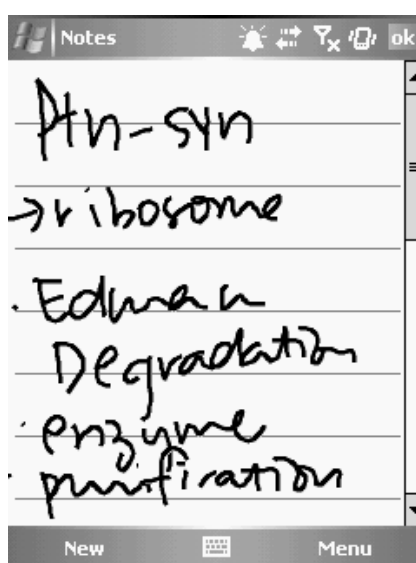 Notes ok
Ptn-syn
→ribosome
· Edman
Degradation
· enzyme
· purification
New Menu